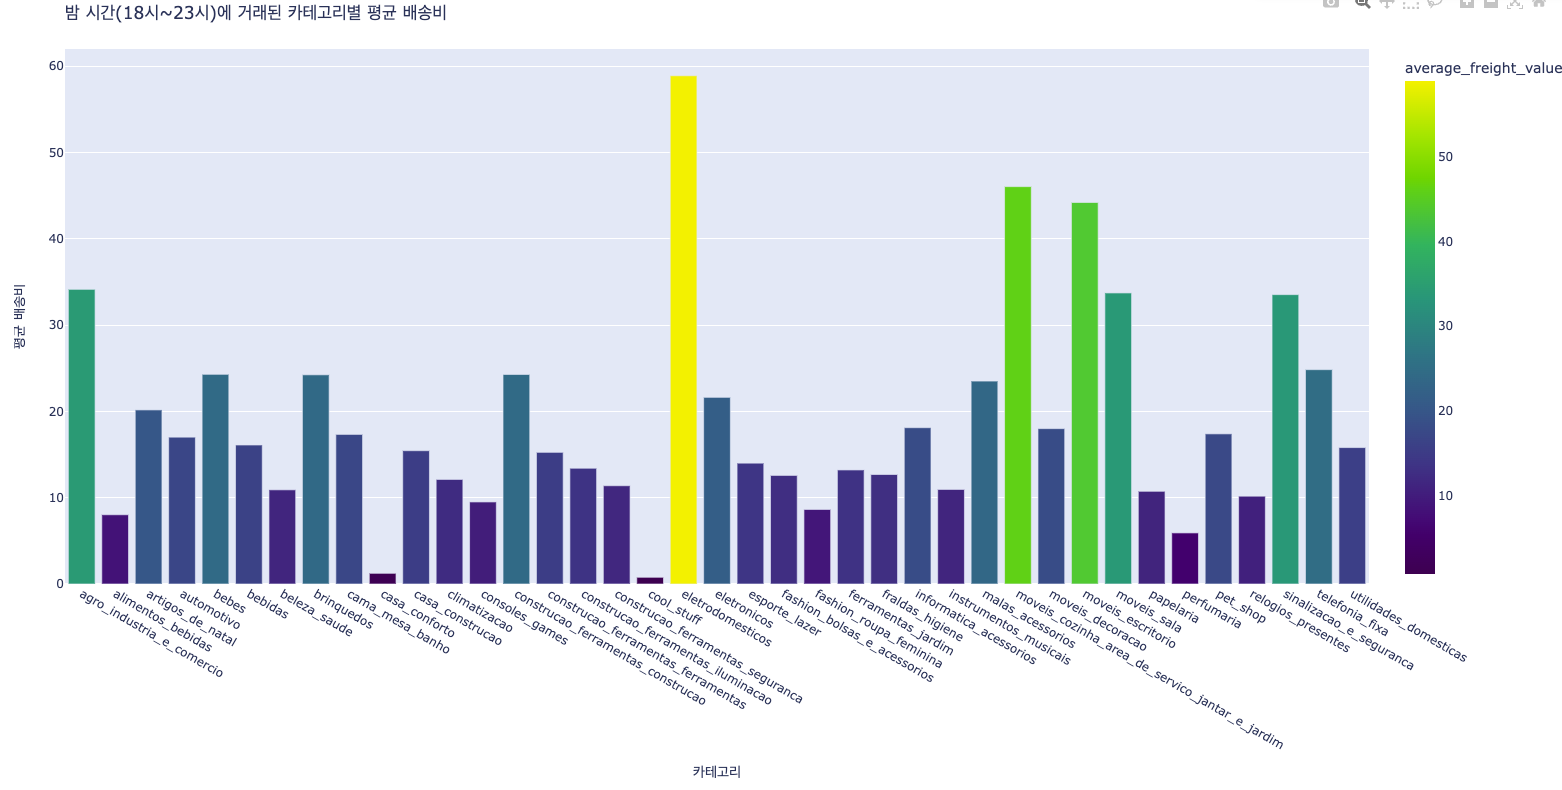 밤 시간(18시~23시)에 거래된 카테고리별 평균 배송비
average_freight_value
60
50
40
30
20
10
0
평균 배송비
50
40
30
20
10
agro_industria_e_comercio
alimentos_bebidas
artigos_de_natal
automotivo
bebes
bebidas
beleza_saude
brinquedos
cama_mesa_banho
casa_conforto
casa_construcao
climatizacao
consoles_games
construcao_ferramentas_construcao
construcao_ferramentas_ferramentas
construcao_ferramentas_iluminacao
construcao_ferramentas_seguranca
cool_stuff
eletrodomesticos
eletronicos
esporte_lazer
fashion_bolsas_e_acessorios
fashion_roupa_feminina
ferramentas_jardim
fraldas_higiene
informatica_acessorios
instrumentos_musicais
malas_acessorios
moveis_cozinha_area_de_servico_jantar_e_jardim
moveis_decoracao
moveis_escritorio
moveis_sala
papelaria
perfumaria
pet_shop
relogios_presentes
sinalizacao_e_seguranca
telefonia_fixa
utilidades_domesticas
카테고리